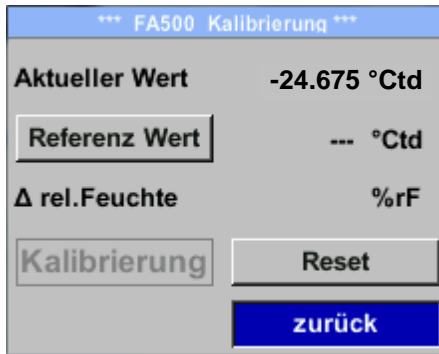 *** FA500 Kalibrierung ***
Aktueller Wert -24.675 °Ctd
Referenz Wert --- °Ctd
Δ rel.Feuchte %rF
Kalibrierung Reset
zurück